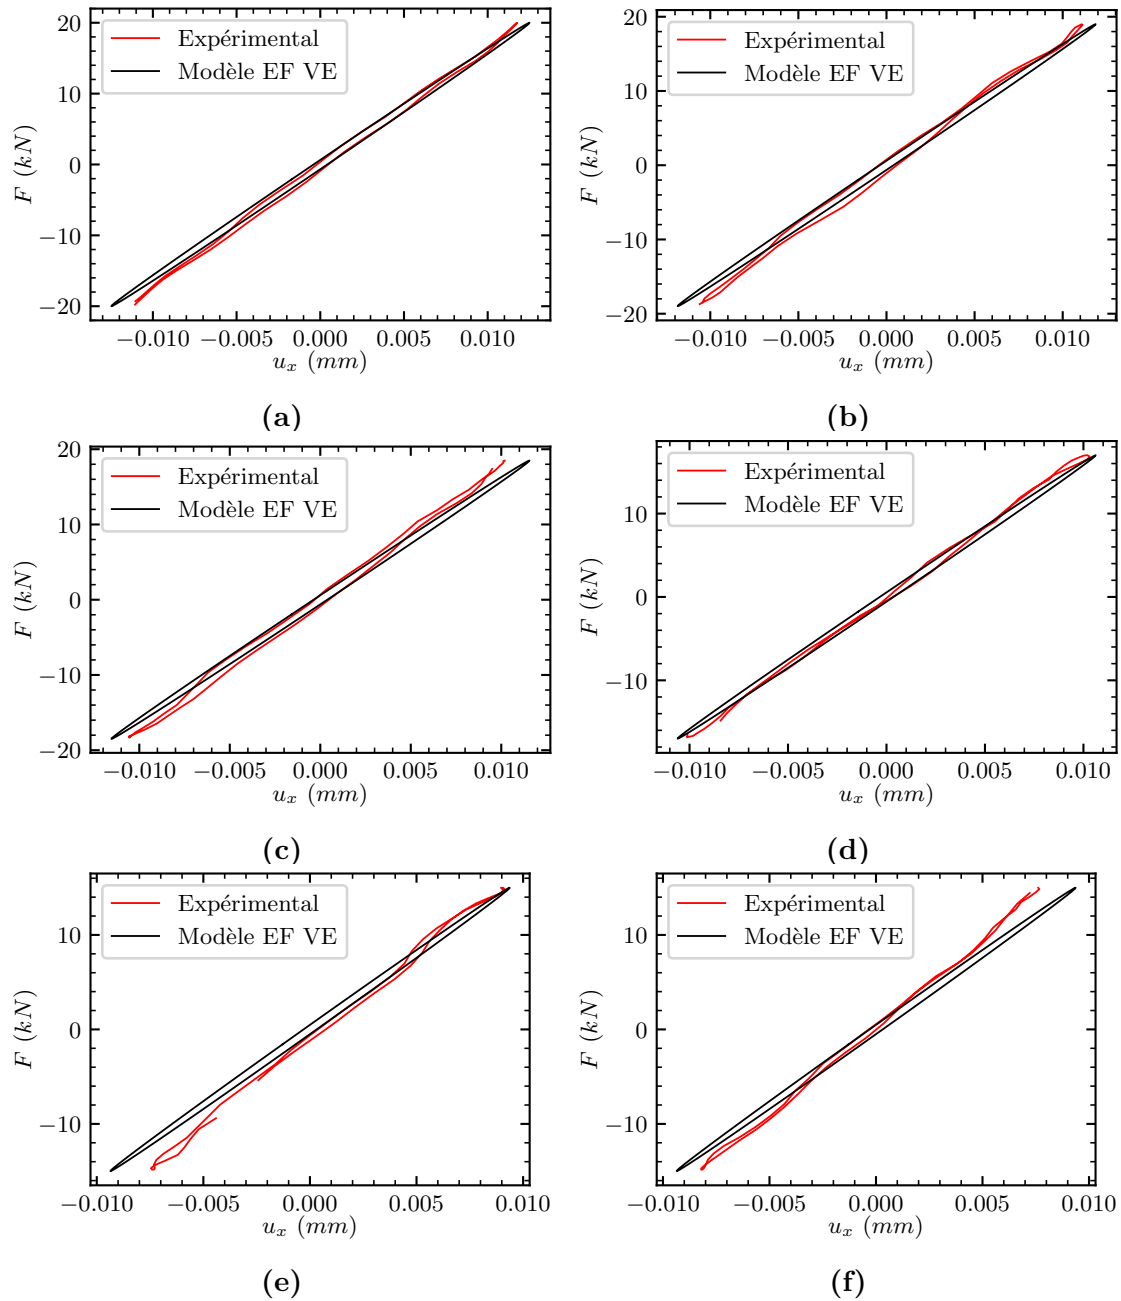 20
10
0
−10
−20
F (kN)
Expérimental
Modèle EF VE
−0.010 −0.005 0.000 0.005 0.010
u_x (mm)
(a)
20
10
0
−10
−20
F (kN)
Expérimental
Modèle EF VE
−0.010 −0.005 0.000 0.005 0.010
u_x (mm)
(b)
20
10
0
−10
−20
F (kN)
Expérimental
Modèle EF VE
−0.010 −0.005 0.000 0.005 0.010
u_x (mm)
(c)
10
0
−10
F (kN)
Expérimental
Modèle EF VE
−0.010 −0.005 0.000 0.005 0.010
u_x (mm)
(d)
10
0
−10
F (kN)
Expérimental
Modèle EF VE
−0.010 −0.005 0.000 0.005 0.010
u_x (mm)
(e)
10
0
−10
F (kN)
Expérimental
Modèle EF VE
−0.010 −0.005 0.000 0.005 0.010
u_x (mm)
(f)